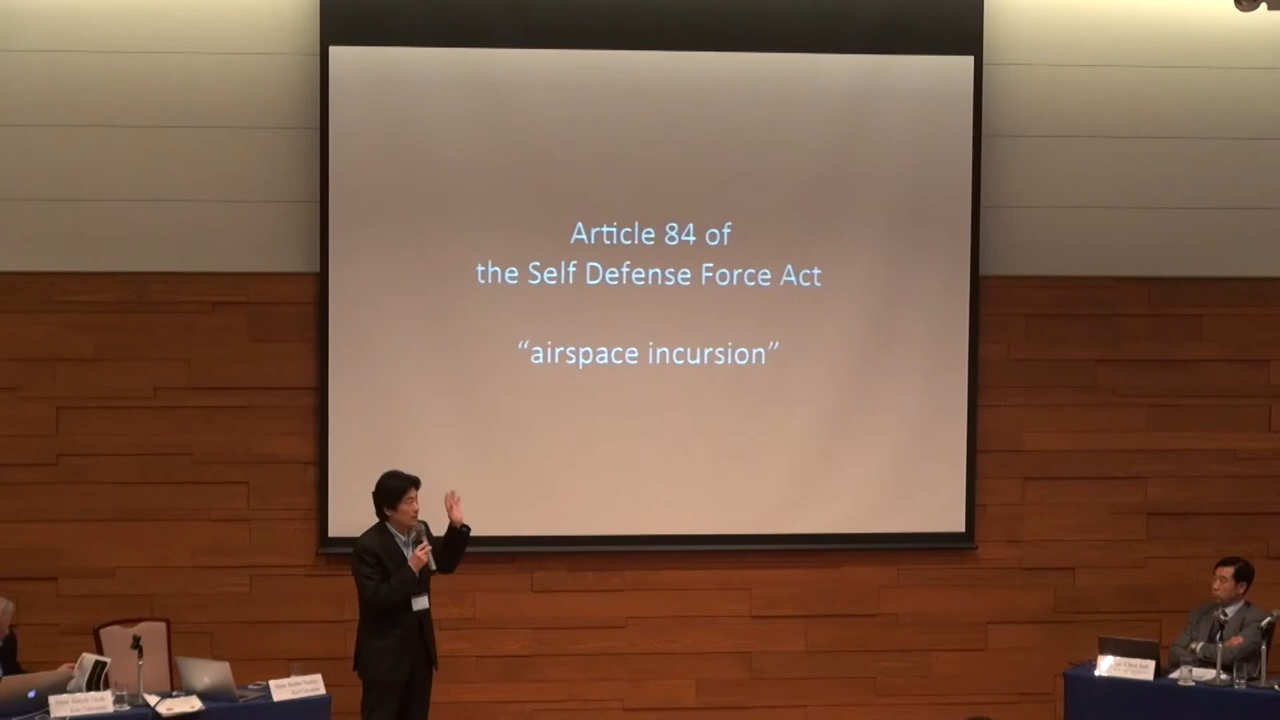 Article 84 of
the Self Defense Force Act
“airspace incursion”